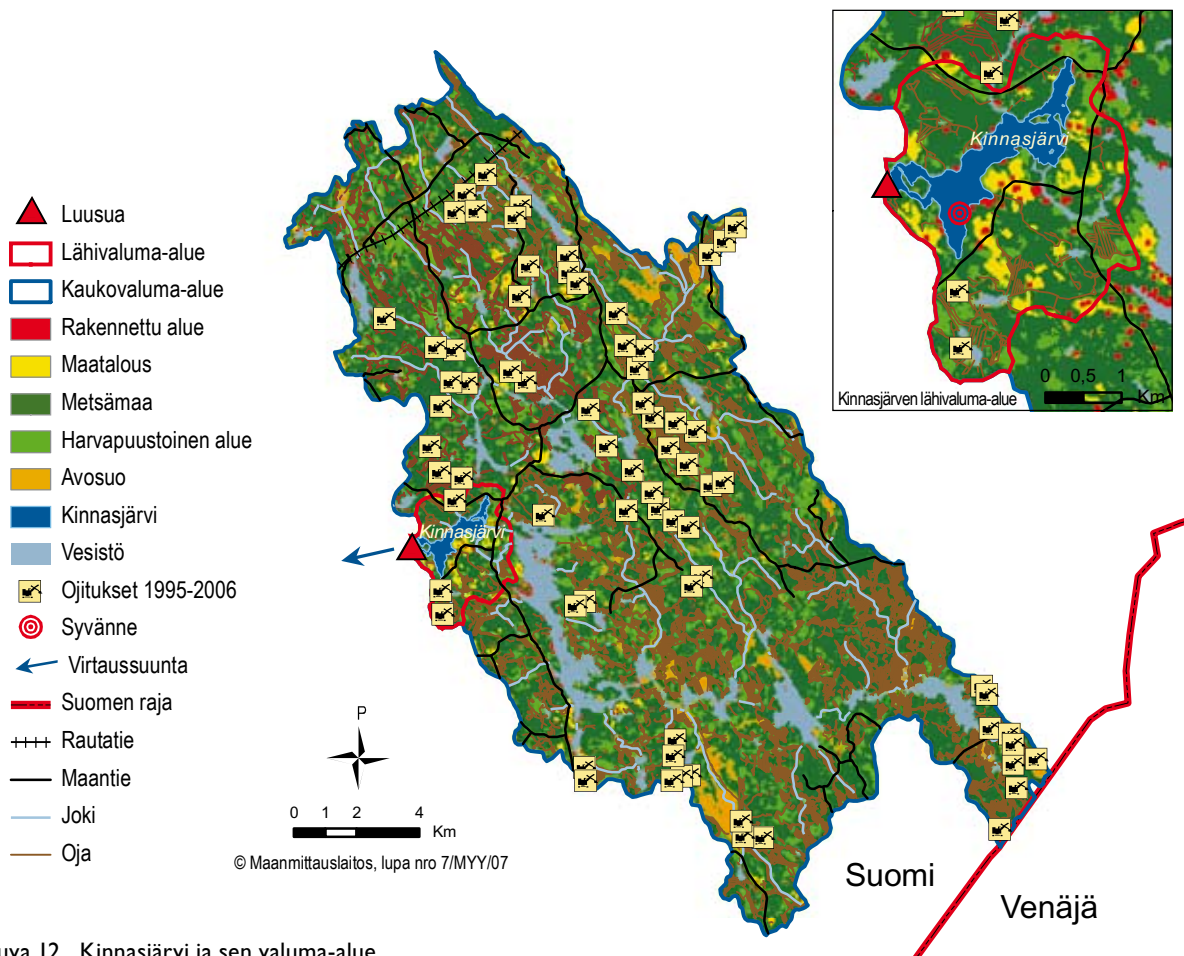 Luusua
Lähivaluma-alue
Kaukovaluma-alue
Rakennettu alue
Maatalous
Metsämaa
Harvapuustoinen alue
Avosuo
Kinnasjärvi
Vesistö
Ojitukset 1995-2006
Syvänne
Virtaussuunta
Suomen raja
Rautatie
Maantie
Joki
Oja
Kinnasjärvi
Kinnasjärvi
0 0,5 1
Km
Kinnasjärven lähivaluma-alue
P
0 1 2 4
Km
© Maanmittauslaitos, lupa nro 7/MYY/07
Suomi
Venäjä
12. Kinnasjärvi ja sen valuma-alue